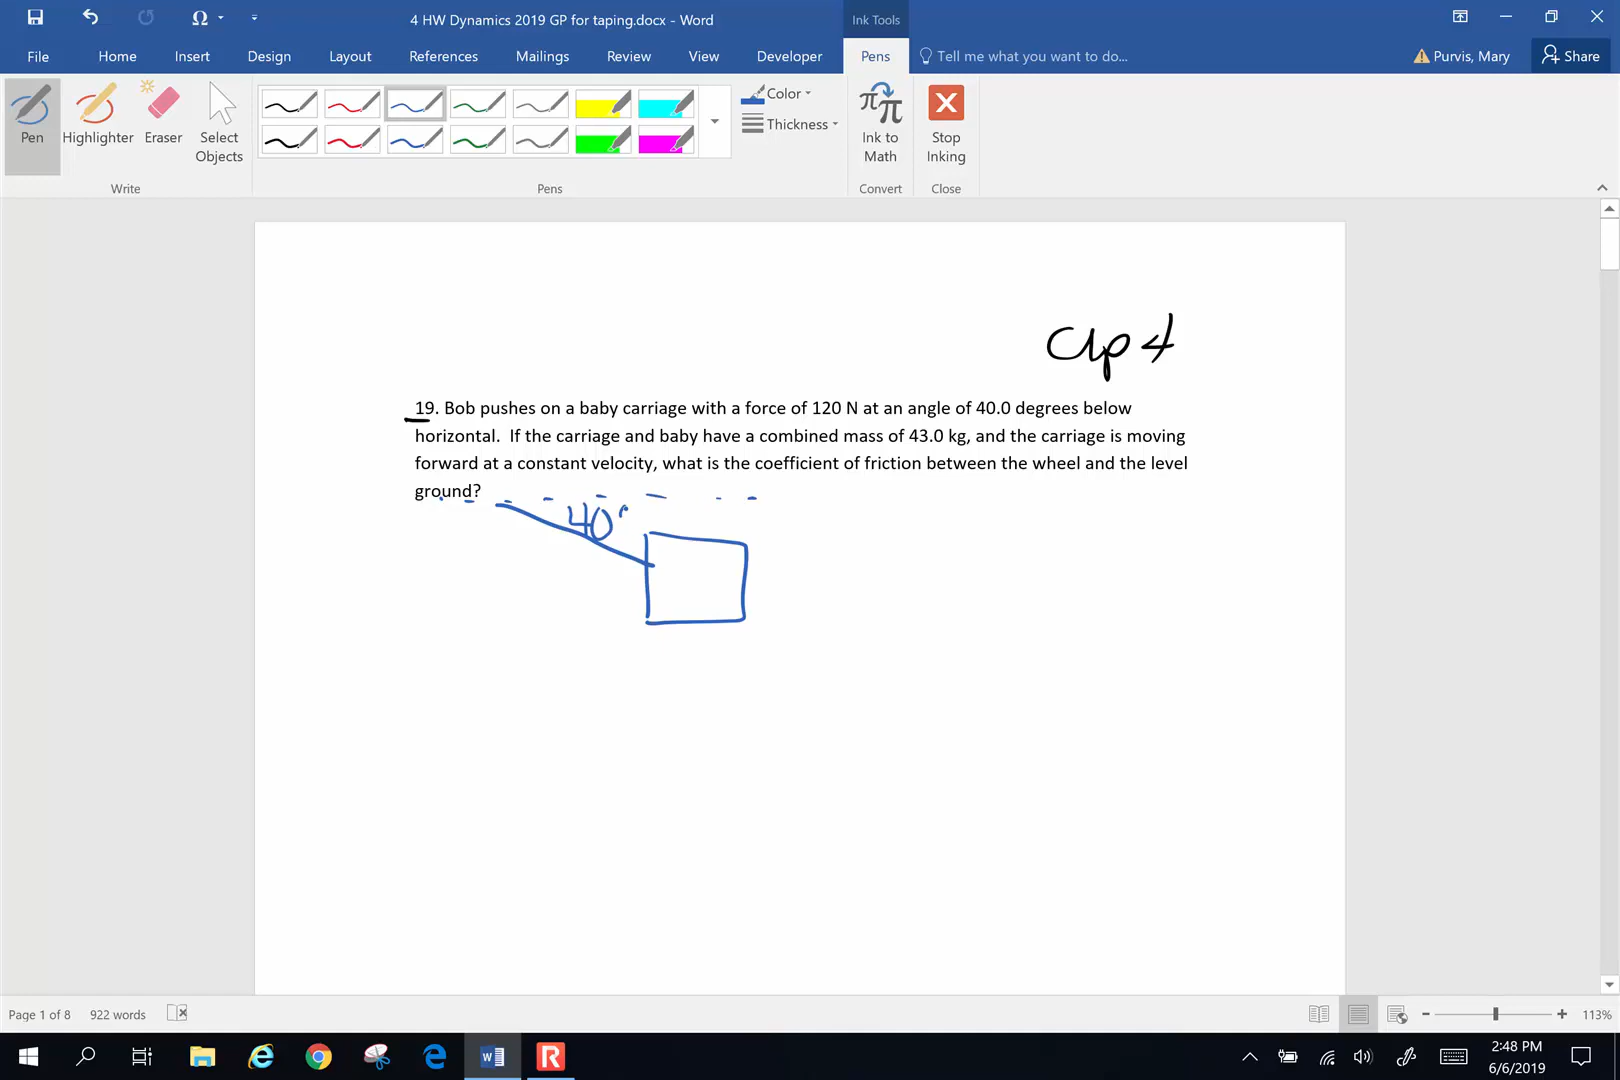 4 HW Dynamics 2019 GP for taping.docx - Word
Ink Tools
File Home Insert Design Layout References Mailings Review View Developer Pens Tell me what you want to do... Purvis, Mary Share
Pen Highlighter Eraser Select Objects
Color
Thickness
Ink to Math
Stop Inking
Write Pens Convert Close
19. Bob pushes on a baby carriage with a force of 120 N at an angle of 40.0 degrees below
horizontal. If the carriage and baby have a combined mass of 43.0 kg, and the carriage is moving
forward at a constant velocity, what is the coefficient of friction between the wheel and the level
ground?
40°
Page 1 of 8 922 words 113%
2:48 PM
6/6/2019